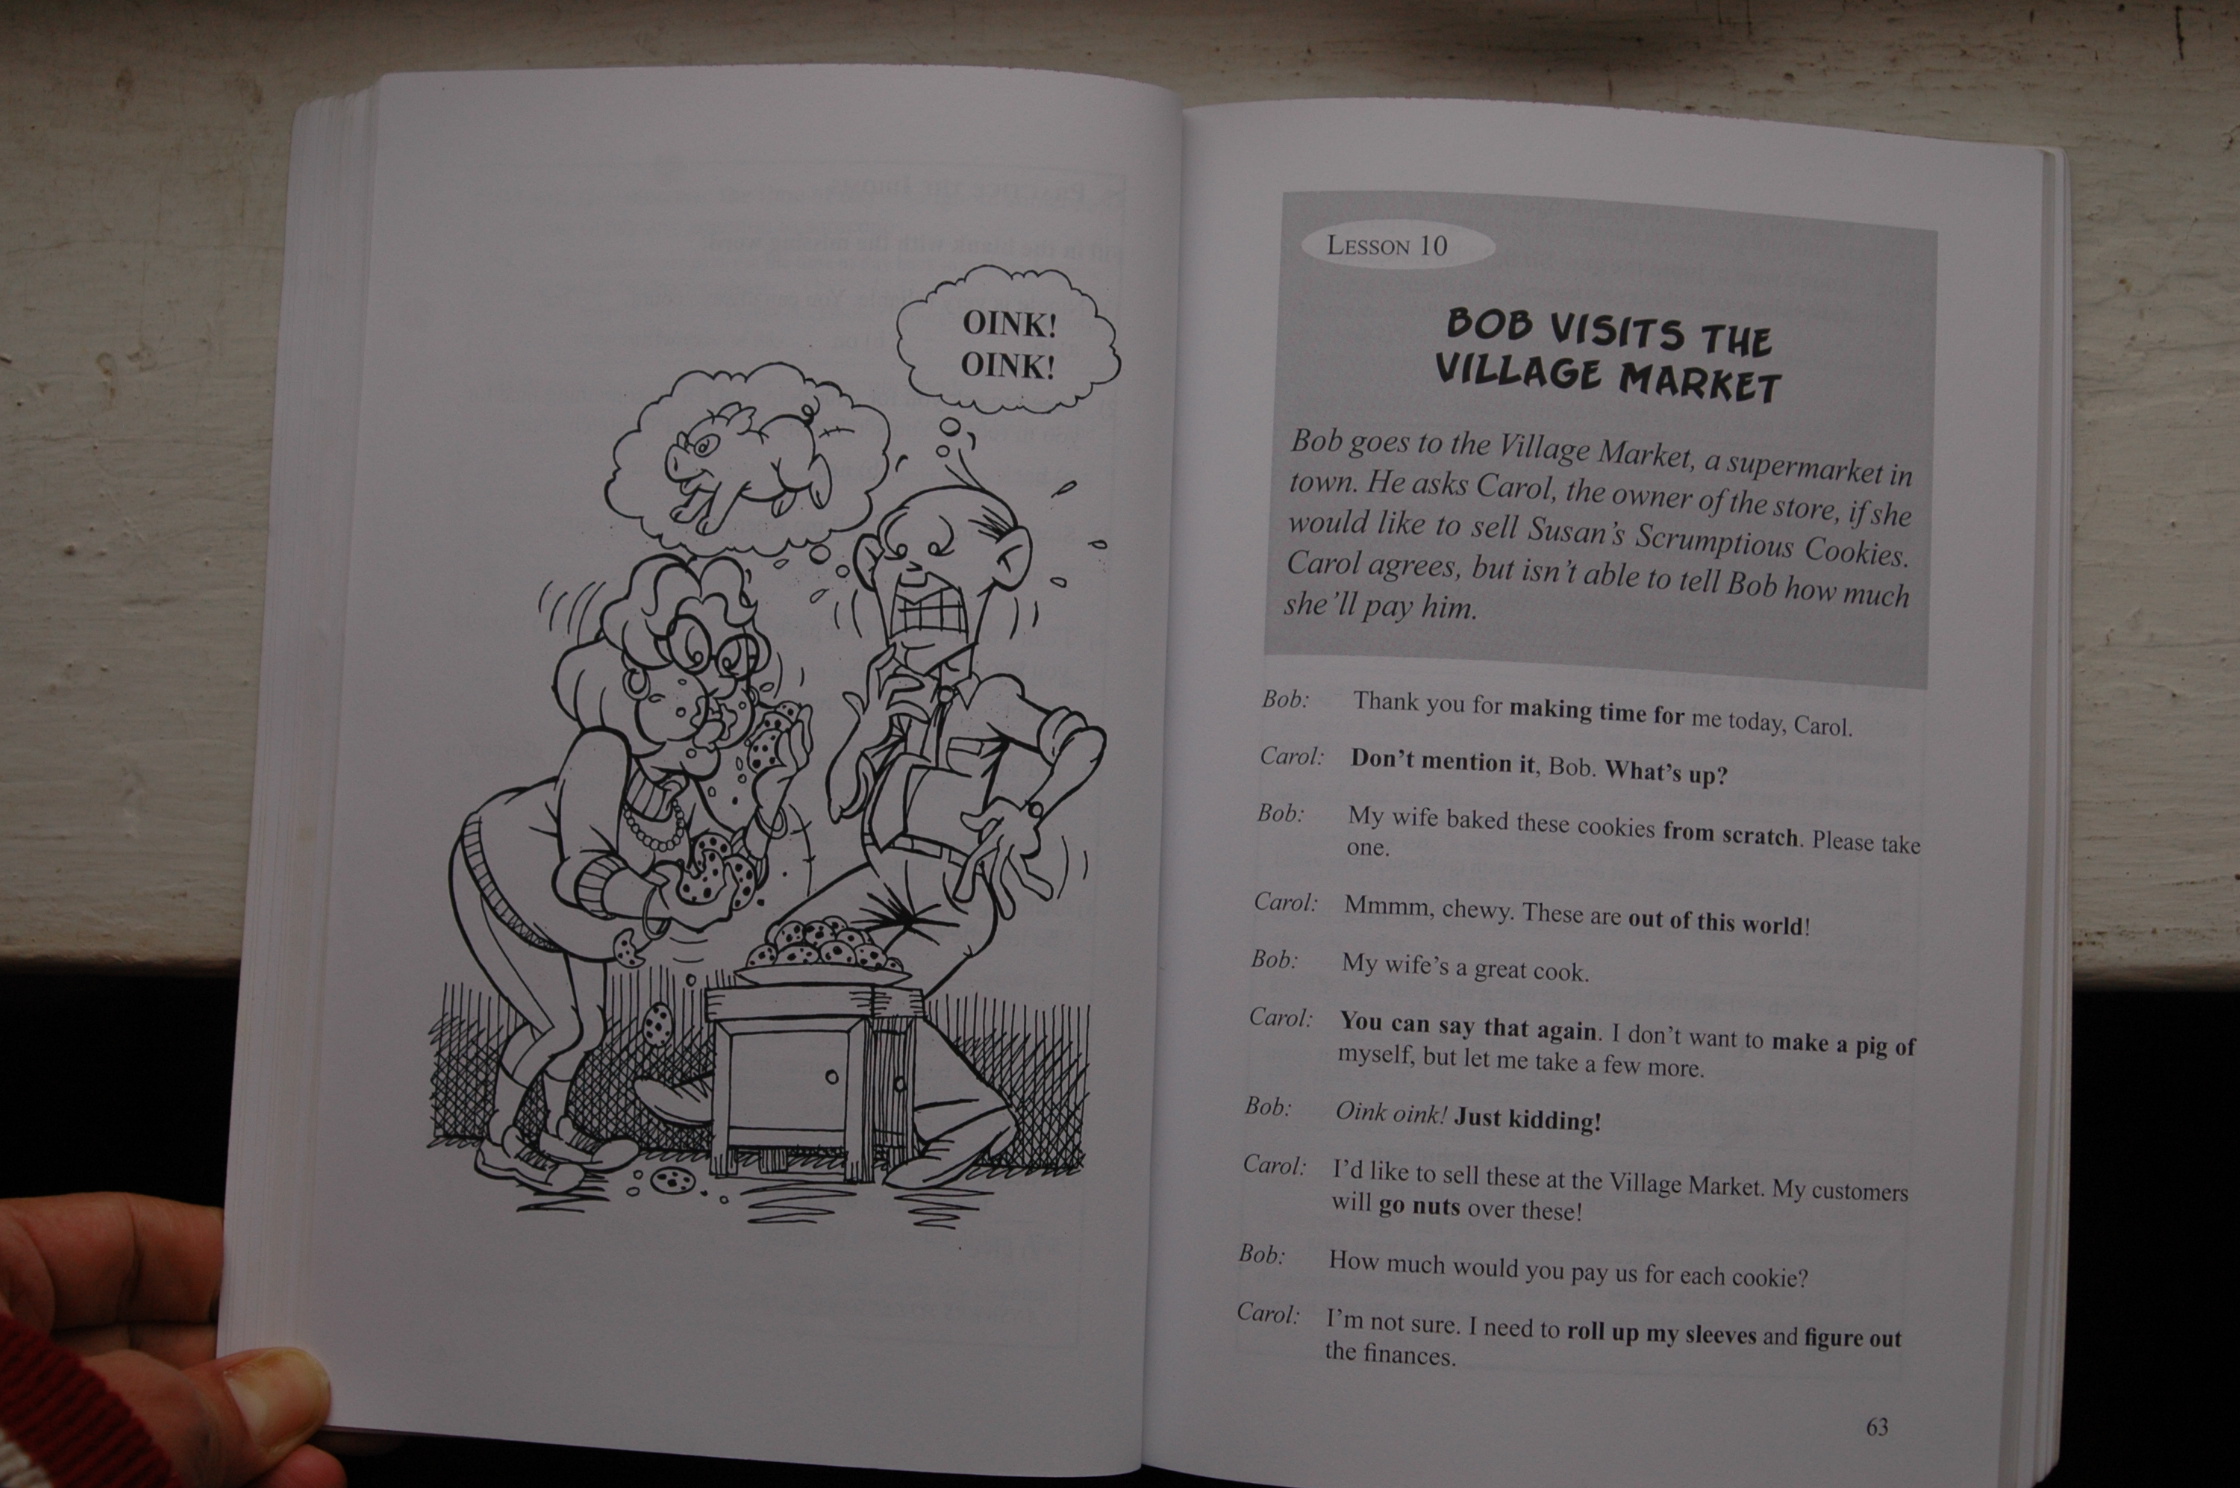 OINK!
OINK!
LESSON 10
BOB VISITS THE
VILLAGE MARKET
Bob goes to the Village Market, a supermarket in
town. He asks Carol, the owner of the store, if she
would like to sell Susan's Scrumptious Cookies.
Carol agrees, but isn't able to tell Bob how much
she'll pay him.
Bob: Thank you for making time for me today, Carol.
Carol: Don't mention it, Bob. What's up?
Bob: My wife baked these cookies from scratch. Please take
one.
Carol: Mmmm, chewy. These are out of this world!
Bob: My wife's a great cook.
Carol: You can say that again. I don't want to make a pig of
myself, but let me take a few more.
Bob: Oink oink! Just kidding!
Carol: I'd like to sell these at the Village Market. My customers
will go nuts over these!
Bob: How much would you pay us for each cookie?
Carol: I'm not sure. I need to roll up my sleeves and figure out
the finances.
63